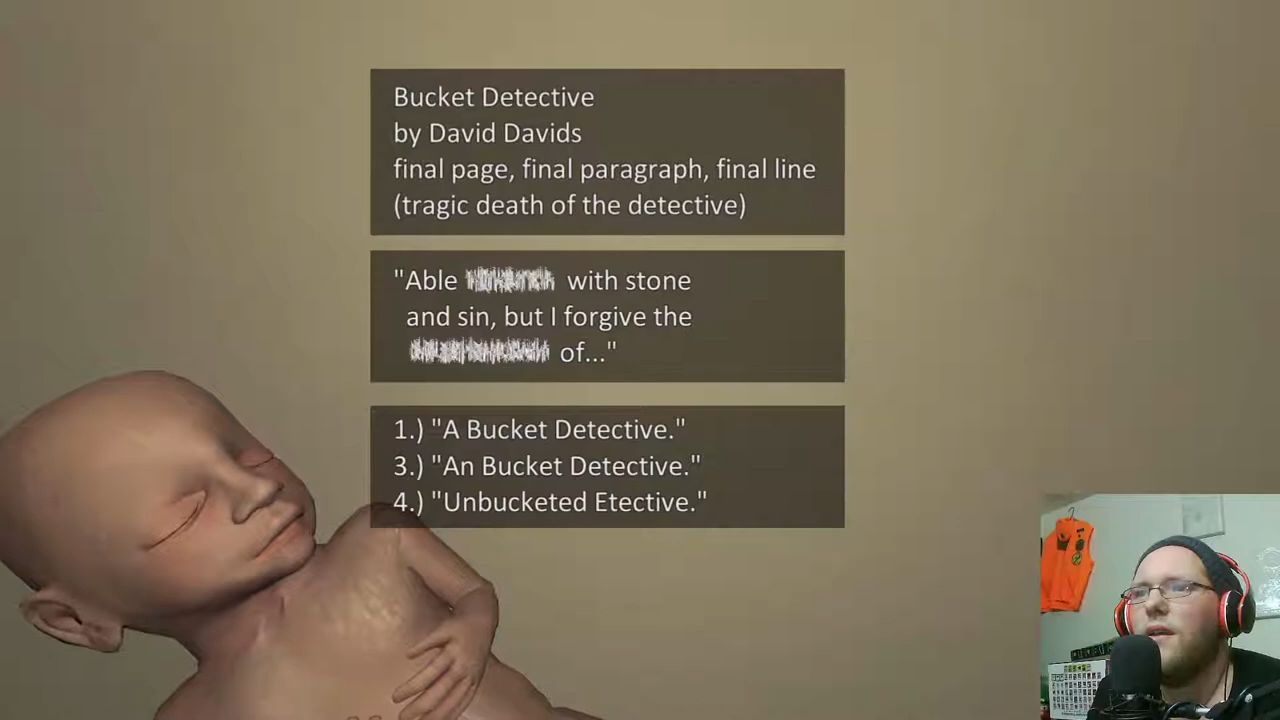 Bucket Detective
by David Davids
final page, final paragraph, final line
(tragic death of the detective)
"Able with stone
and sin, but I forgive the
of..."
1.) "A Bucket Detective."
3.) "An Bucket Detective."
4.) "Unbucketed Etective."